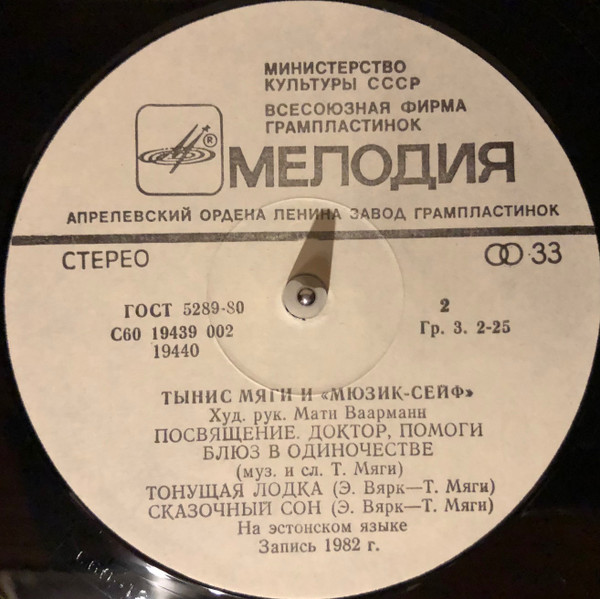 МИНИСТЕРСТВО
КУЛЬТУРЫ СССР
ВСЕСОЮЗНАЯ ФИРМА
ГРАМПЛАСТИНОК
®
МЕЛОДИЯ
АПРЕЛЕВСКИЙ ОРДЕНА ЛЕНИНА ЗАВОД ГРАМПЛАСТИНОК
СТЕРЕО
33
ГОСТ 5289-80
2
С60 19439 002
Гр. 3. 2-25
19440
ТЫНИС МЯГИ И «МЮЗИК-СЕЙФ»
Худ. рук. Мати Ваарманн
ПОСВЯЩЕНИЕ. ДОКТОР, ПОМОГИ
БЛЮЗ В ОДИНОЧЕСТВЕ
(муз. и сл. Т. Мяги)
ТОНУЩАЯ ЛОДКА (Э. Вярк—Т. Мяги)
СКАЗОЧНЫЙ СОН (Э. Вярк—Т. Мяги)
На эстонском языке
Запись 1982 г.